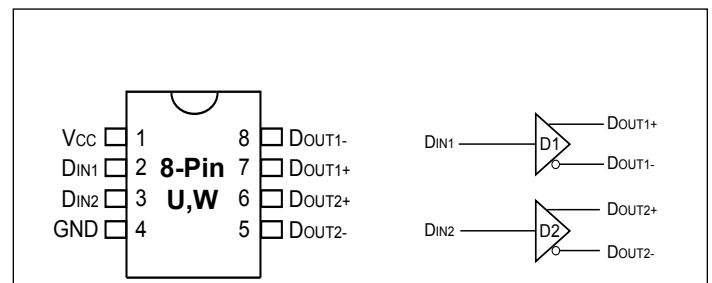 Vcc 1 8 DOUT1-
DIN1 2 8-Pin 7 DOUT1+
DIN2 3 U,W 6 DOUT2+
GND 4 5 DOUT2-
DOUT1+
DIN1 D1
DOUT1-
DOUT2+
DIN2 D2
DOUT2-